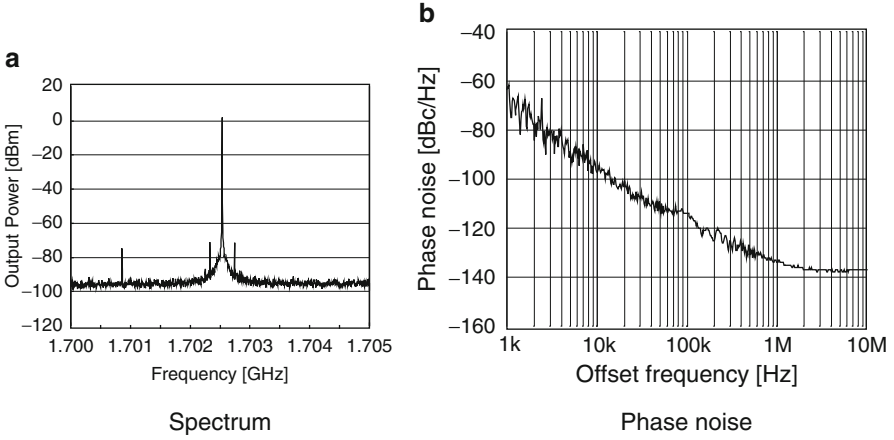 a
Output Power [dBm]
20
0
−20
−40
−60
−80
−100
−120
1.700 1.701 1.702 1.703 1.704 1.705
Frequency [GHz]
Spectrum
b
Phase noise [dBc/Hz]
−40
−60
−80
−100
−120
−140
−160
1k 10k 100k 1M 10M
Offset frequency [Hz]
Phase noise